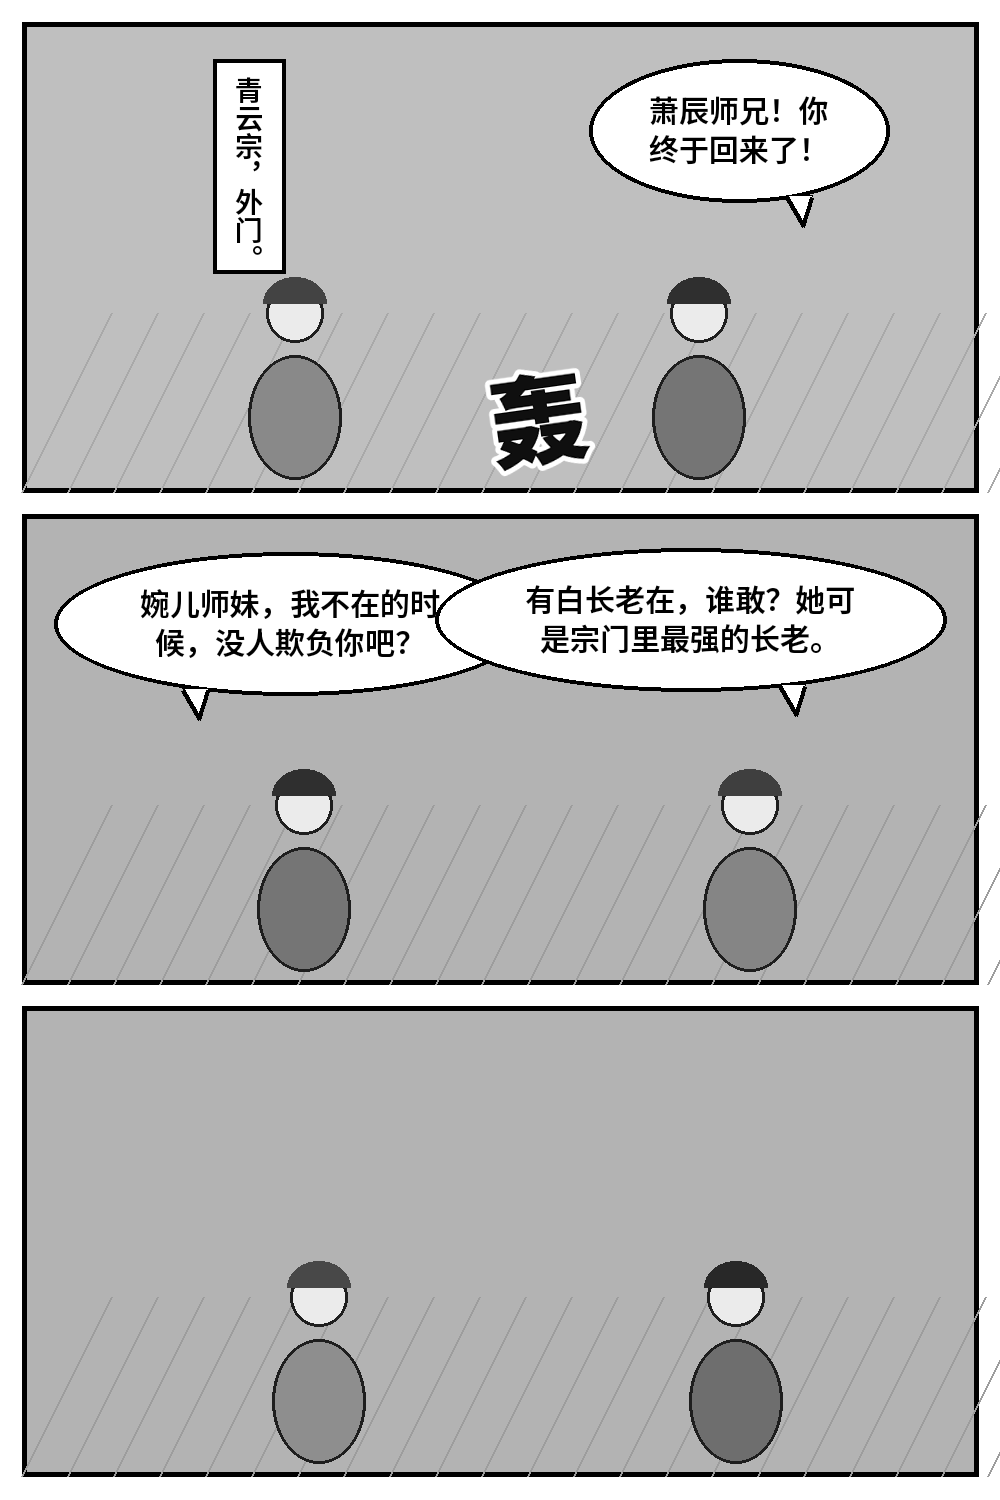 青云宗，外门。
萧辰师兄！你
终于回来了！
轰
婉儿师妹，我不在的时
候，没人欺负你吧？
有白长老在，谁敢？她可
是宗门里最强的长老。